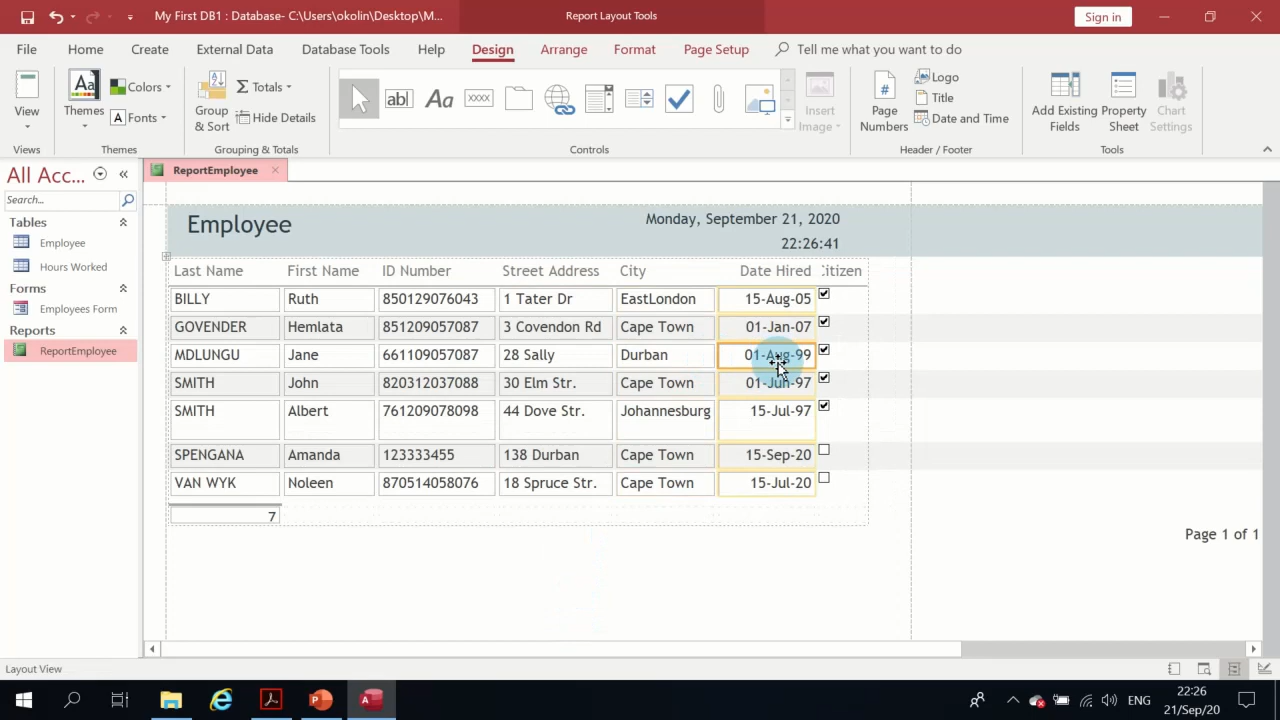 My First DB1 : Database- C:\Users\okolin\Desktop\M...
Report Layout Tools
Sign in
File Home Create External Data Database Tools Help Design Arrange Format Page Setup Tell me what you want to do
View
Views
Themes
Colors
Fonts
Themes
Group & Sort
Totals
Hide Details
Grouping & Totals
Controls
Insert Image
Page Numbers
Logo
Title
Date and Time
Header / Footer
Add Existing Fields
Property Sheet
Chart Settings
Tools
All Acc...
Search...
Tables
Employee
Hours Worked
Forms
Employees Form
Reports
ReportEmployee
ReportEmployee
Employee
Monday, September 21, 2020
22:26:41
Last Name First Name ID Number Street Address City Date Hired Citizen
BILLY Ruth 850129076043 1 Tater Dr EastLondon 15-Aug-05
GOVENDER Hemlata 851209057087 3 Covendon Rd Cape Town 01-Jan-07
MDLUNGU Jane 661109057087 28 Sally Durban 01-Aug-99
SMITH John 820312037088 30 Elm Str. Cape Town 01-Jun-97
SMITH Albert 761209078098 44 Dove Str. Johannesburg 15-Jul-97
SPENGANA Amanda 123333455 138 Durban Cape Town 15-Sep-20
VAN WYK Noleen 870514058076 18 Spruce Str. Cape Town 15-Jul-20
7
Page 1 of 1
Layout View
ENG
22:26
21/Sep/20